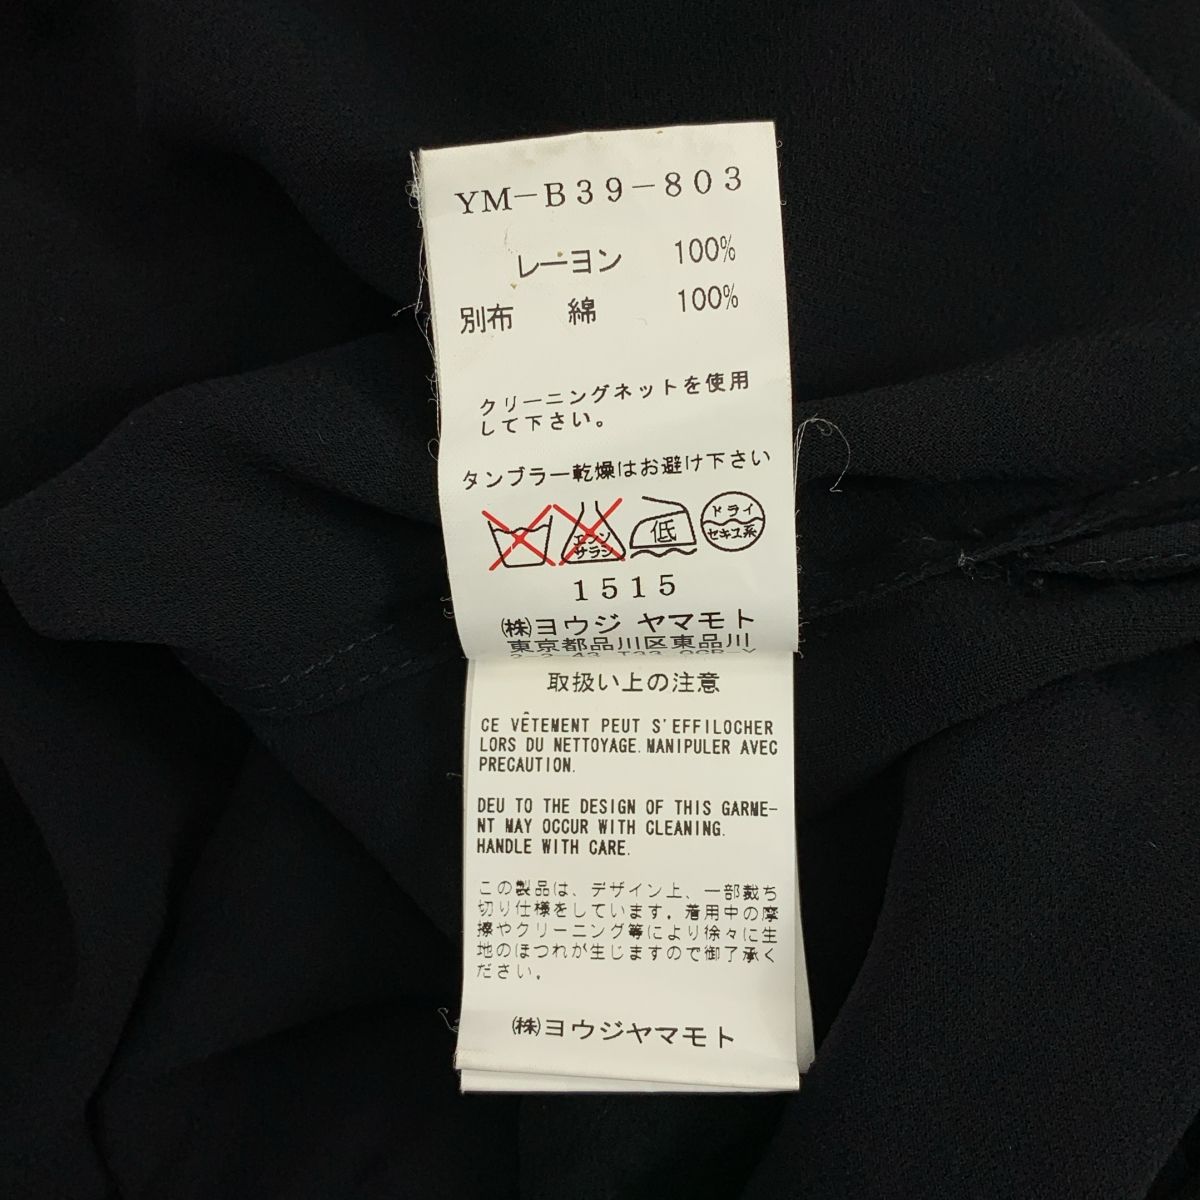 YM-B39-803
レーヨン 100%
別布 綿 100%
クリーニングネットを使用
して下さい。
タンブラー乾燥はお避け下さい
エンソ
サラシ
低
ドライ
セキユ系
1515
㈱ヨウジ ヤマモト
東京都品川区東品川
取扱い上の注意
CE VÊTEMENT PEUT S'EFFILOCHER
LORS DU NETTOYAGE. MANIPULER AVEC
PRECAUTION.
DEU TO THE DESIGN OF THIS GARME-
NT MAY OCCUR WITH CLEANING.
HANDLE WITH CARE.
この製品は、デザイン上、一部裁ち
切り仕様をしています。着用中の摩
擦やクリーニング等により徐々に生
地のほつれが生じますので御了承く
ださい。
㈱ヨウジヤマモト